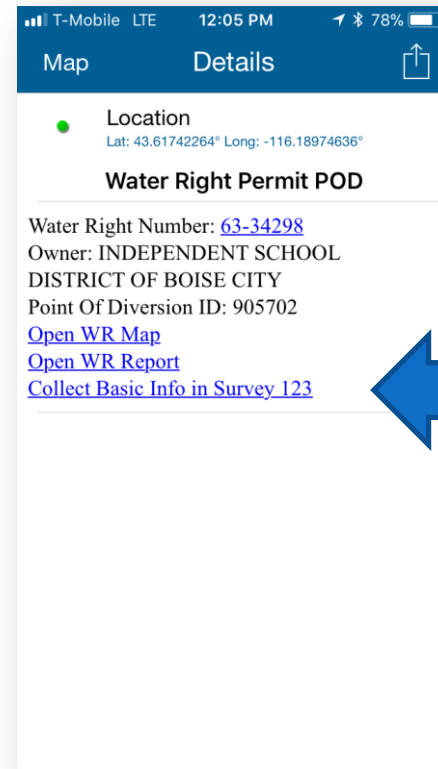 T-Mobile LTE 12:05 PM 78%
Map Details
Location
Lat: 43.61742264° Long: -116.18974636°
Water Right Permit POD
Water Right Number: 63-34298
Owner: INDEPENDENT SCHOOL
DISTRICT OF BOISE CITY
Point Of Diversion ID: 905702
Open WR Map
Open WR Report
Collect Basic Info in Survey 123